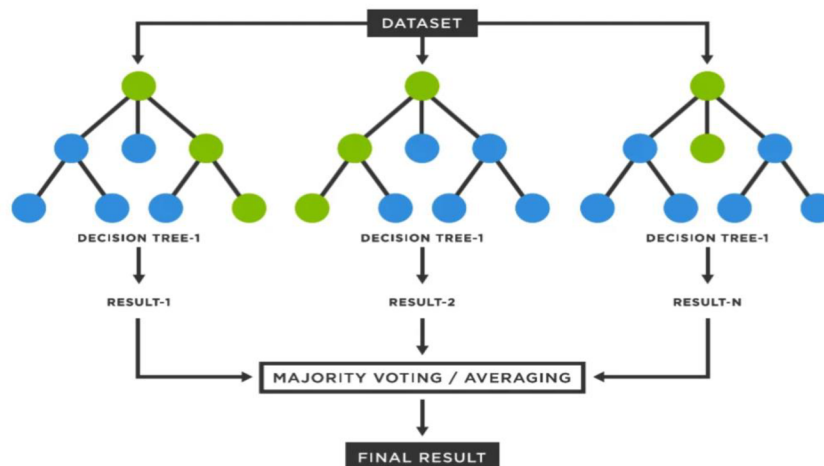 DATASET
DECISION TREE-1
DECISION TREE-1
DECISION TREE-1
RESULT-1
RESULT-2
RESULT-N
MAJORITY VOTING / AVERAGING
FINAL RESULT